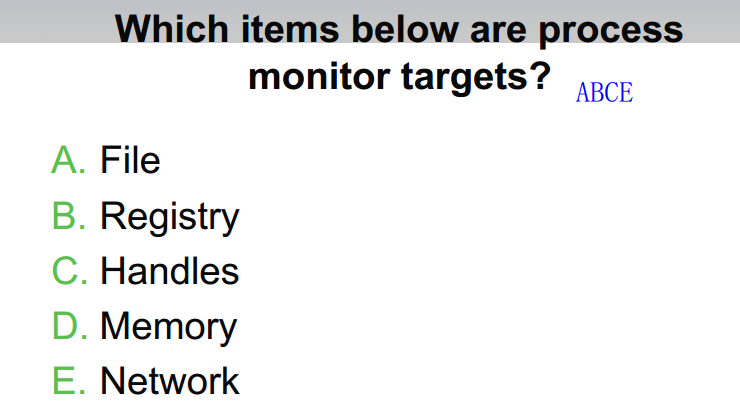 Which items below are process
monitor targets? ABCE
A. File
B. Registry
C. Handles
D. Memory
E. Network